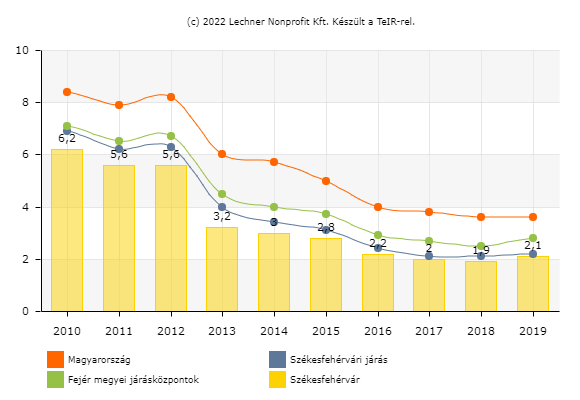 (c) 2022 Lechner Nonprofit Kft. Készült a TeIR-rel.
10
8
6
4
2
0
6,2
5,6
5,6
3,2
3
2,8
2,2
2
1,9
2,1
2010 2011 2012 2013 2014 2015 2016 2017 2018 2019
Magyarország
Székesfehérvári járás
Fejér megyei járásközpontok
Székesfehérvár